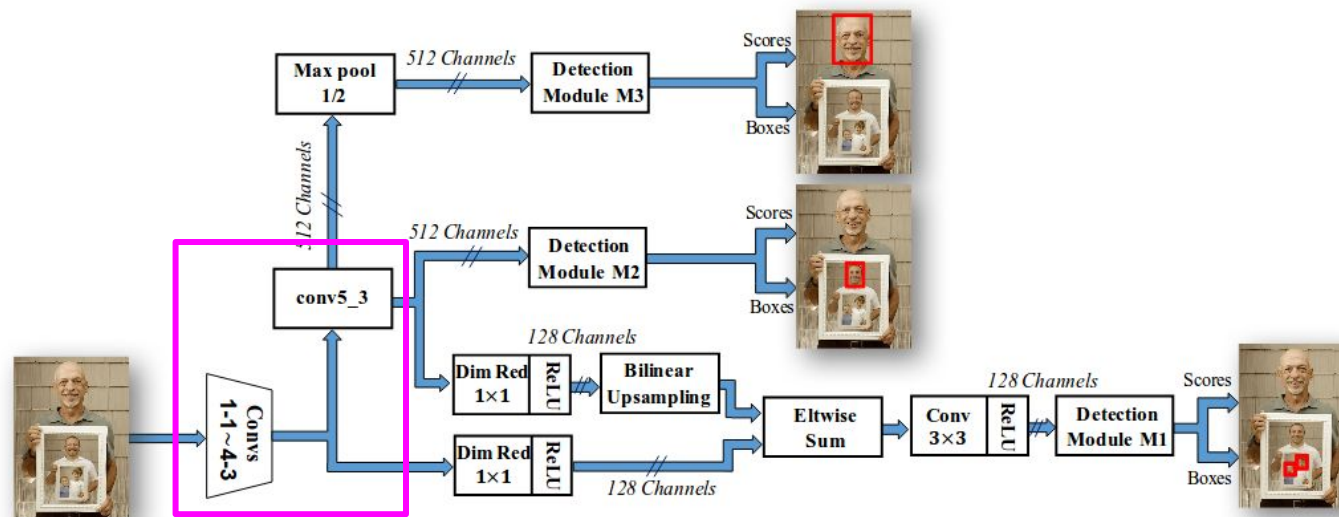 512 Channels
Max pool
1/2
Detection
Module M3
Scores
Boxes
512 Channels
512 Channels
Detection
Module M2
Scores
Boxes
conv5_3
Convs
1-1~4-3
128 Channels
Dim Red
1×1
ReLU
Bilinear
Upsampling
Dim Red
1×1
ReLU
128 Channels
Eltwise
Sum
Conv
3×3
ReLU
128 Channels
Detection
Module M1
Scores
Boxes